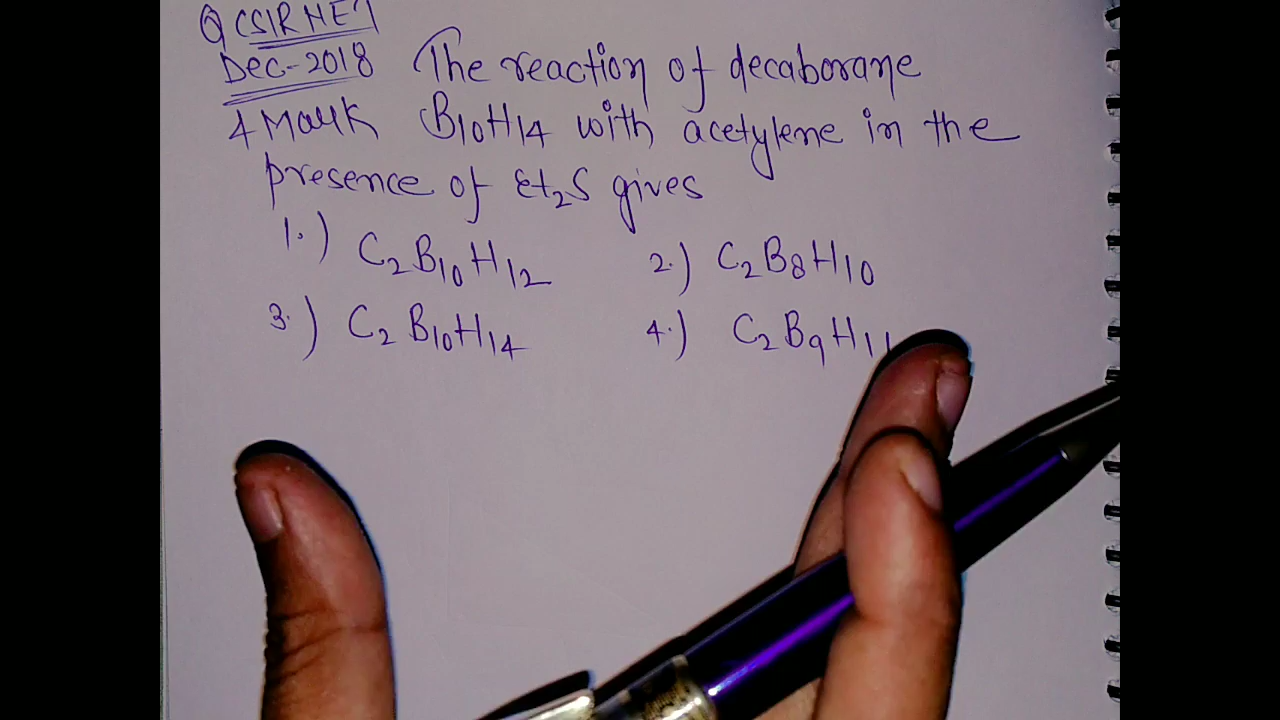 Q CSIR NET
Dec-2018 The reaction of decaborane
4 Mark B10H14 with acetylene in the
presence of Et2S gives
1.) C2B10H12 2.) C2B8H10
3.) C2B10H14 4.) C2B9H11